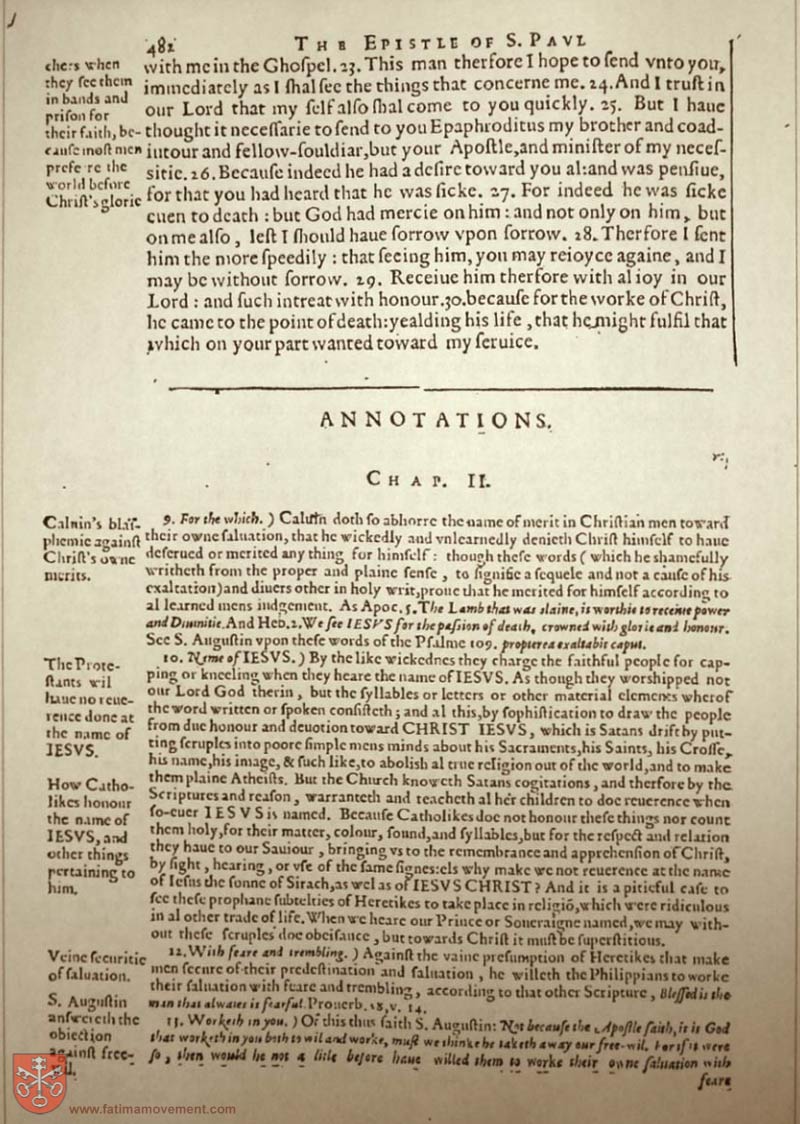 482
THE EPISTLE OF S. PAVL
chers when
they ſee them
in bands and
priſon for
their faith, be-
cauſe moſt men
prefe re the
world before
Chriſt's glorie
with me in the Ghoſpel. 23. This man therfore I hope to ſend vnto you,
immediately as I ſhal ſee the things that concerne me. 24. And I truſt in
our Lord that my ſelf alſo ſhal come to you quickly. 25. But I haue
thought it neceſſarie to ſend to you Epaphroditus my brother and coad-
iutour and fellow-ſouldiar, but your Apoſtle, and miniſter of my neceſ-
ſitie. 26. Becauſe indeed he had a deſire toward you al: and was penſiue,
for that you had heard that he was ſicke. 27. For indeed he was ſicke
euen to death : but God had mercie on him : and not only on him, but
on me alſo, leſt I ſhould haue ſorrow vpon ſorrow. 28. Therfore I ſent
him the more ſpeedily : that ſeeing him, you may reioyce againe, and I
may be without ſorrow. 29. Receiue him therfore with al ioy in our
Lord : and ſuch intreat with honour. 30. becauſe for the worke of Chriſt,
he came to the point of death: yealding his life, that he might fulfil that
which on your part wanted toward my ſeruice.
ANNOTATIONS.
CHAP. II.
Caluin's blaſ-
phemie againſt
Chriſt's owne
merits.
9. For the which. ) Caluin doth ſo abhorre the name of merit in Chriſtian men toward
their owne ſaluation, that he wickedly and vnlearnedly denieth Chriſt himſelf to haue
deſerued or merited any thing for himſelf : though theſe words ( which he ſhamefully
writheth from the proper and plaine ſenſe, to ſignifie a ſequele and not a cauſe of his
exaltation) and diuers other in holy writ, proue that he merited for himſelf according to
al learned mens iudgement. As Apoc. 5. The Lamb that was ſlaine, is worthie to receiue power
and Diuinitie. And Heb. 2. We ſee IESVS for the paſſion of death, crowned with glorie and honour.
See S. Auguſtin vpon theſe words of the Pſalme 109. propterea exaltabit caput.
The Prote-
ſtants wil
haue no reue-
rence done at
the name of
IESVS.
How Catho-
likes honour
the name of
IESVS, and
other things
pertaining to
him.
10. Name of IESVS. ) By the like wickednes they charge the faithful people for cap-
ping or kneeling when they heare the name of IESVS. As though they worſhipped not
our Lord God therin, but the ſyllables or letters or other material elements wherof
the word written or ſpoken conſiſteth ; and al this, by ſophiſtication to draw the people
from due honour and deuotion toward CHRIST IESVS, which is Satans drift by put-
ting ſcruples into poore ſimple mens minds about his Sacraments, his Saints, his Croſſe,
his name, his image, & ſuch like, to aboliſh al true religion out of the world, and to make
them plaine Atheiſts. But the Church knoweth Satans cogitations, and therfore by the
Scriptures and reaſon, warranteth and teacheth al her children to doe reuerence when
ſo-euer IESVS is named. Becauſe Catholikes doe not honour theſe things nor count
them holy, for their matter, colour, ſound, and ſyllables, but for the reſpect and relation
they haue to our Sauiour, bringing vs to the remembrance and apprehenſion of Chriſt,
by ſight, hearing, or vſe of the ſame ſignes: els why make we not reuerence at the name
of Ieſus the ſonne of Sirach, as wel as of IESVS CHRIST ? And it is a pitieful caſe to
ſee theſe prophane ſubtelties of Heretikes to take place in religiõ, which were ridiculous
in al other trade of life. When we heare our Prince or Soueraigne named, we may with-
out theſe ſcruples doe obeiſance, but towards Chriſt it muſt be ſuperſtitious.
Veine ſecuritie
of ſaluation.
12. With feare and trembling. ) Againſt the vaine preſumption of Heretikes that make
men ſecure of their predeſtination and ſaluation, he willeth the Philippians to worke
their ſaluation with feare and trembling, according to that other Scripture, Bleſſed is the
man that alwaies is fearful. Prouerb. 28, v. 14.
S. Auguſtin
anſwereth the
obiection
againſt free-
wil.
13. Worketh in you. ) Of this thus ſaith S. Auguſtin: Not becauſe the Apoſtle ſaith, it is God
that worketh in you both to wil and worke, muſt we thinke he taketh away our free-wil. For if it were
ſo, then would he not a litle before haue willed them to worke their owne ſaluation with
feare
www.fatimamovement.com